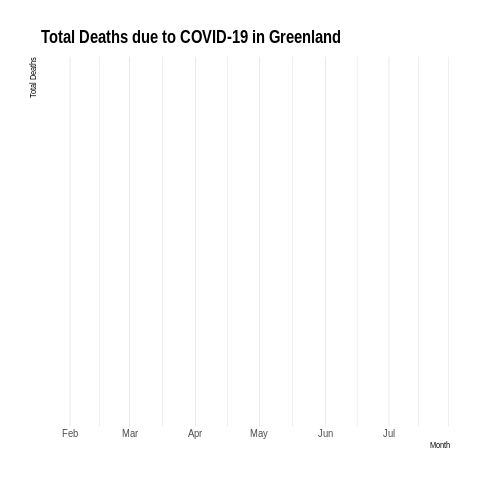 Total Deaths due to COVID-19 in Greenland
Total Deaths
Feb Mar Apr May Jun Jul
Month